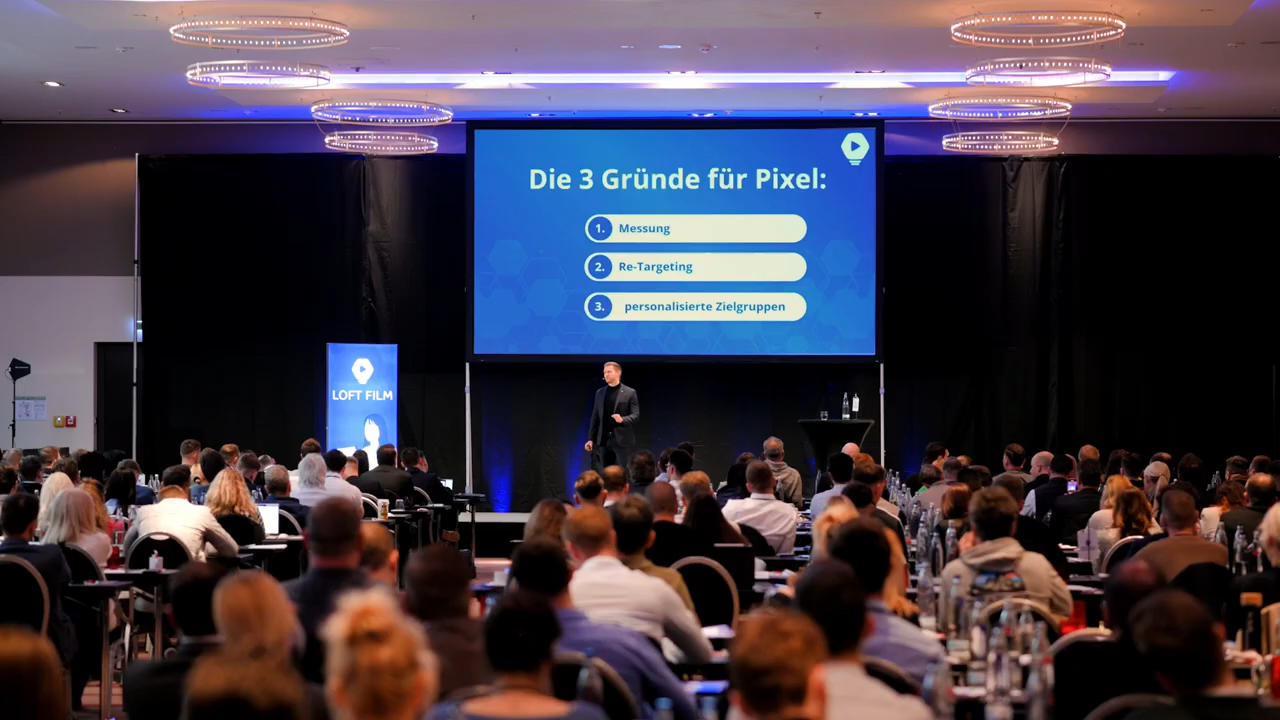 Die 3 Gründe für Pixel:
1. Messung
2. Re-Targeting
3. personalisierte Zielgruppen
LOFT FILM